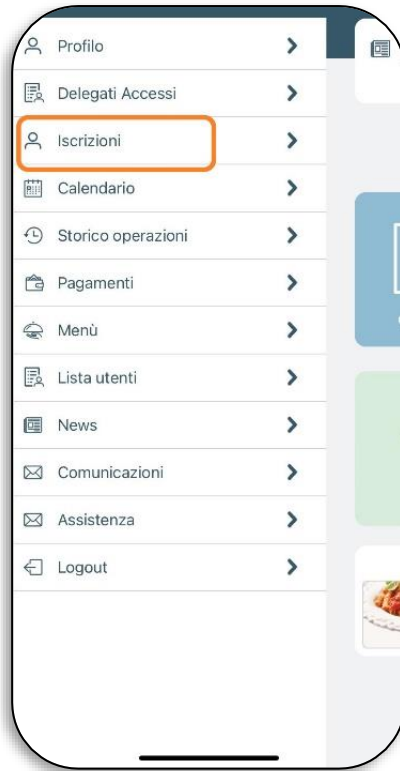 Profilo
Delegati Accessi
Iscrizioni
Calendario
Storico operazioni
Pagamenti
Menù
Lista utenti
News
Comunicazioni
Assistenza
Logout